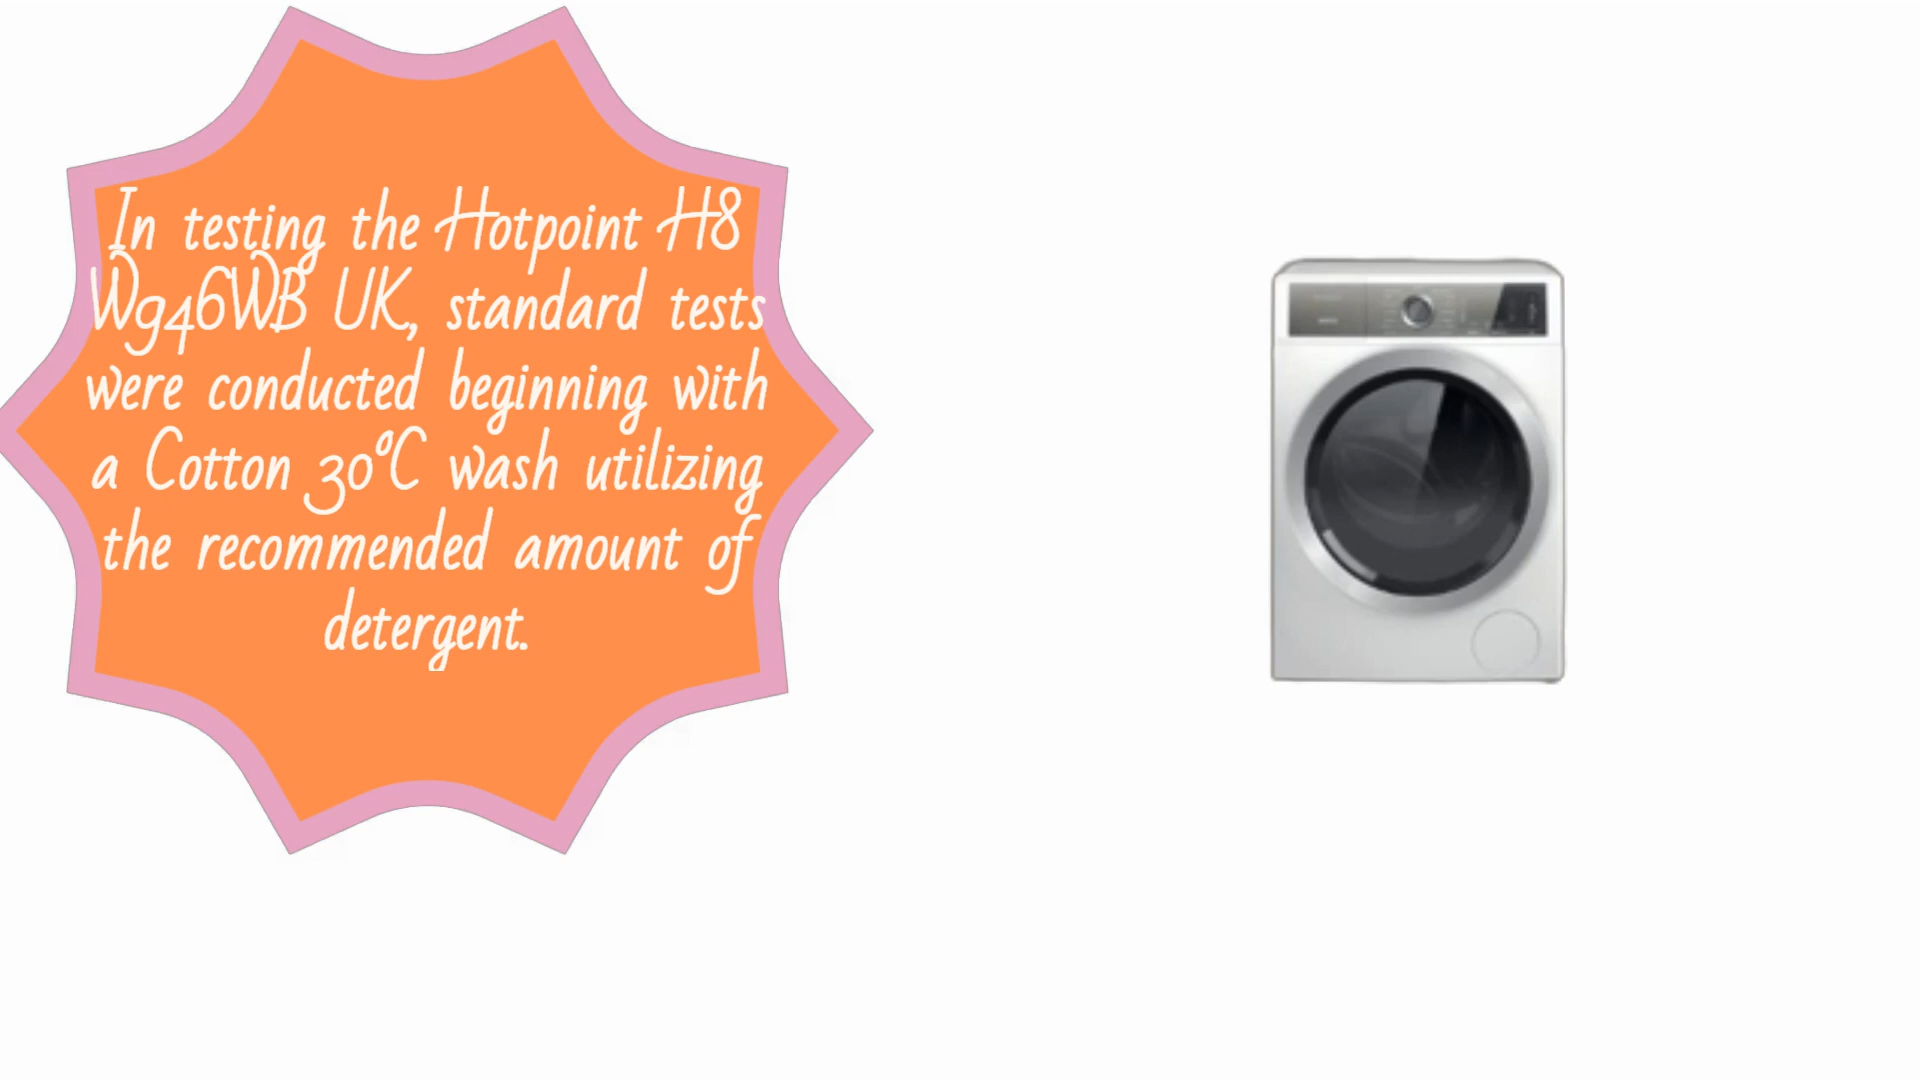 In testing the Hotpoint H8
Wg46WB UK, standard tests
were conducted beginning with
a Cotton 30°C wash utilizing
the recommended amount of
detergent.